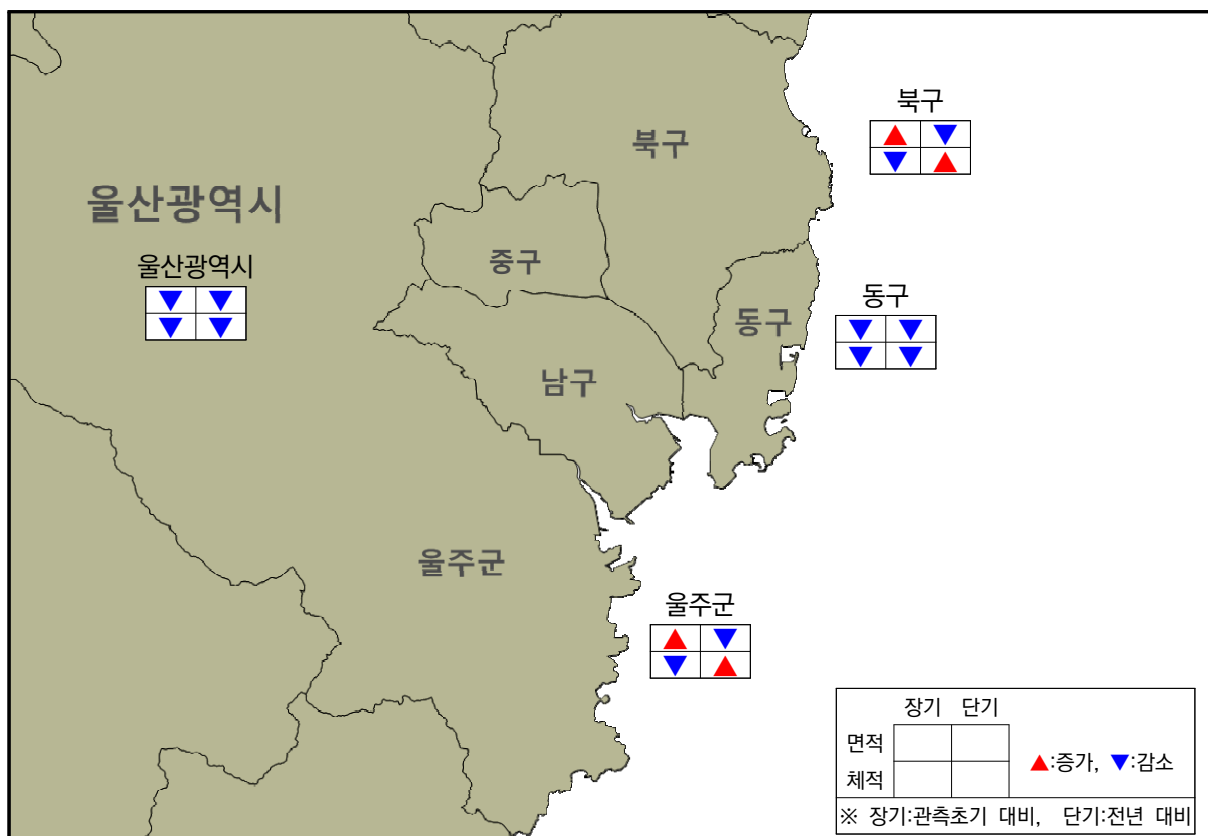 북구
북구
울산광역시
중구
울산광역시
동구
동구
남구
울주군
울주군
장기 단기
면적
체적
▲:증가, ▼:감소
※ 장기:관측초기 대비, 단기:전년 대비